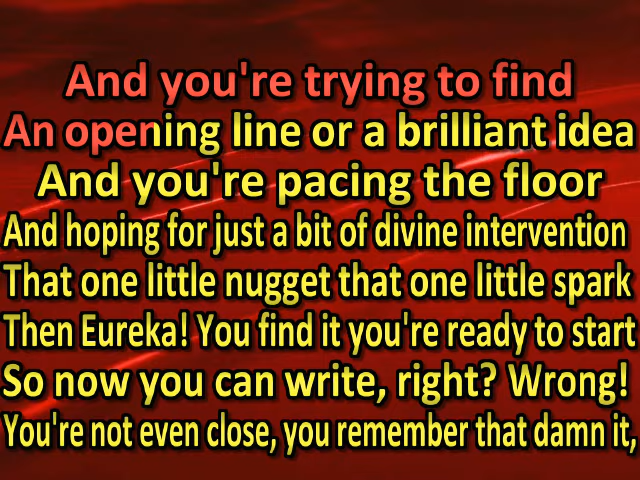 And you're trying to find
An opening line or a brilliant idea
And you're pacing the floor
And hoping for just a bit of divine intervention
That one little nugget that one little spark
Then Eureka! You find it you're ready to start
So now you can write, right? Wrong!
You're not even close, you remember that damn it,